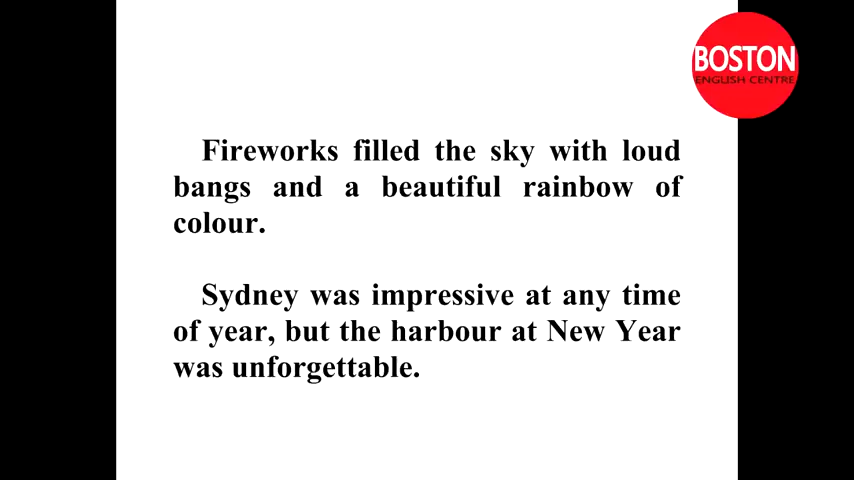 BOSTON
ENGLISH CENTRE
Fireworks filled the sky with loud
bangs and a beautiful rainbow of
colour.
Sydney was impressive at any time
of year, but the harbour at New Year
was unforgettable.